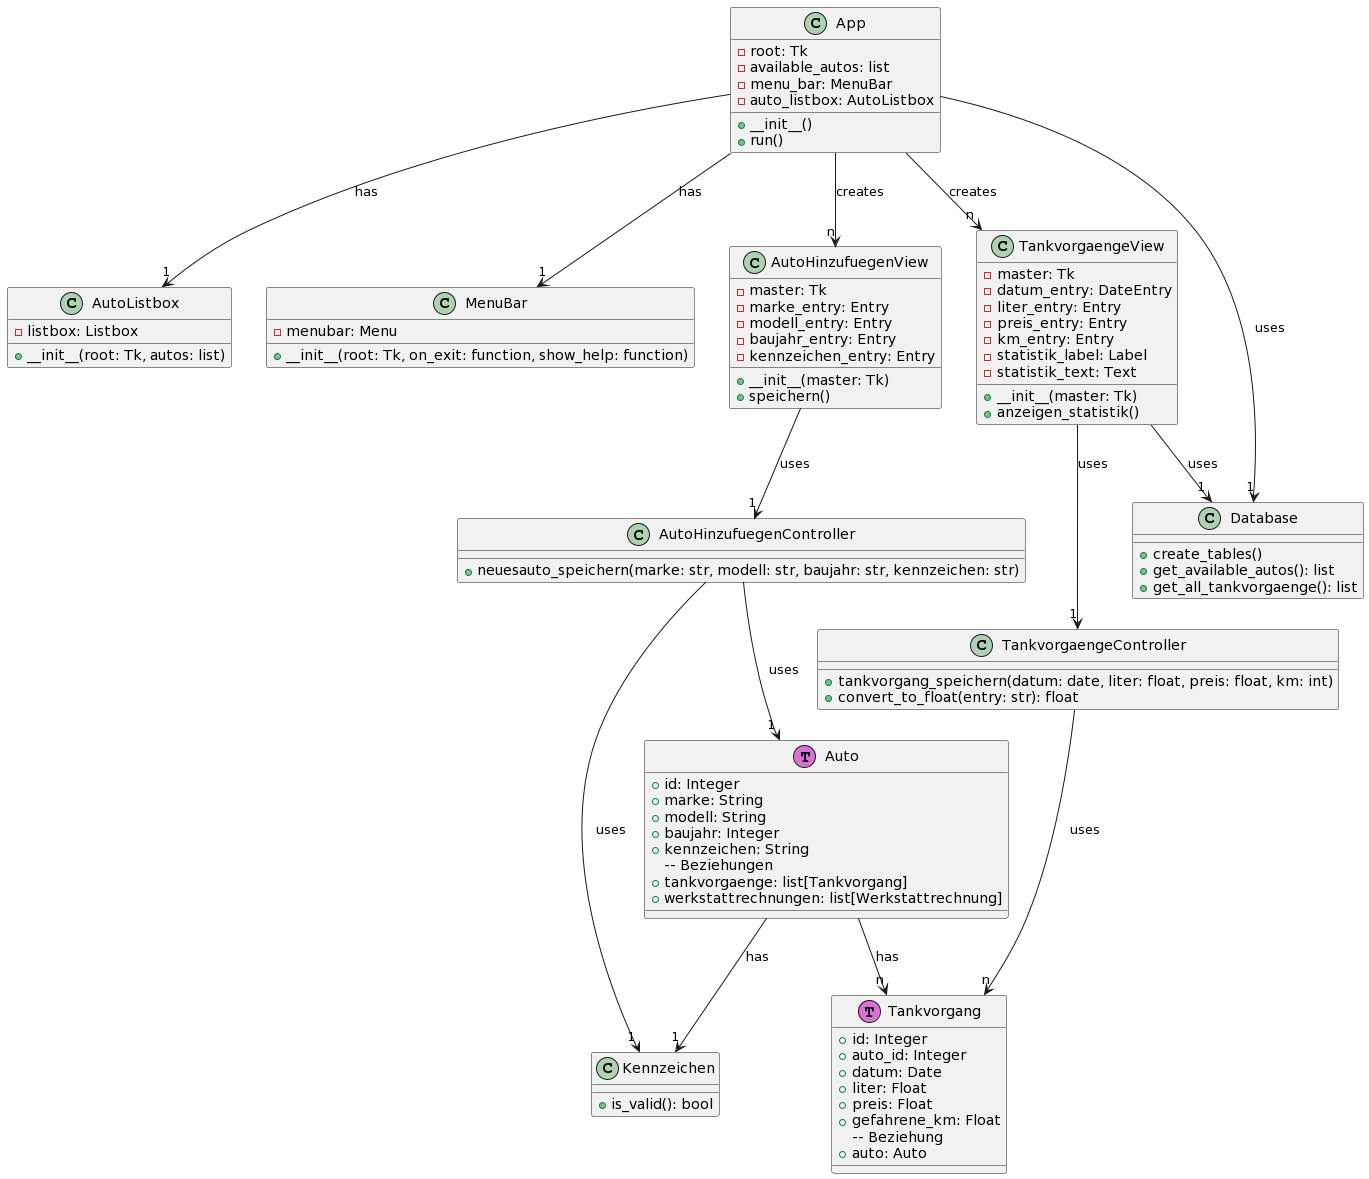 C App
root: Tk
available_autos: list
menu_bar: MenuBar
auto_listbox: AutoListbox
__init__()
run()
has
has
creates
creates
uses
1
1
n
n
1
C AutoListbox
listbox: Listbox
__init__(root: Tk, autos: list)
C MenuBar
menubar: Menu
__init__(root: Tk, on_exit: function, show_help: function)
C AutoHinzufuegenView
master: Tk
marke_entry: Entry
modell_entry: Entry
baujahr_entry: Entry
kennzeichen_entry: Entry
__init__(master: Tk)
speichern()
C TankvorgaengeView
master: Tk
datum_entry: DateEntry
liter_entry: Entry
preis_entry: Entry
km_entry: Entry
statistik_label: Label
statistik_text: Text
__init__(master: Tk)
anzeigen_statistik()
uses
uses
uses
1
1
1
C AutoHinzufuegenController
neuesauto_speichern(marke: str, modell: str, baujahr: str, kennzeichen: str)
C Database
create_tables()
get_available_autos(): list
get_all_tankvorgaenge(): list
C TankvorgaengeController
tankvorgang_speichern(datum: date, liter: float, preis: float, km: int)
convert_to_float(entry: str): float
uses
1
T Auto
id: Integer
marke: String
modell: String
baujahr: Integer
kennzeichen: String
-- Beziehungen
tankvorgaenge: list[Tankvorgang]
werkstattrechnungen: list[Werkstattrechnung]
uses
uses
has
has
1
1
n
n
C Kennzeichen
is_valid(): bool
T Tankvorgang
id: Integer
auto_id: Integer
datum: Date
liter: Float
preis: Float
gefahrene_km: Float
-- Beziehung
auto: Auto